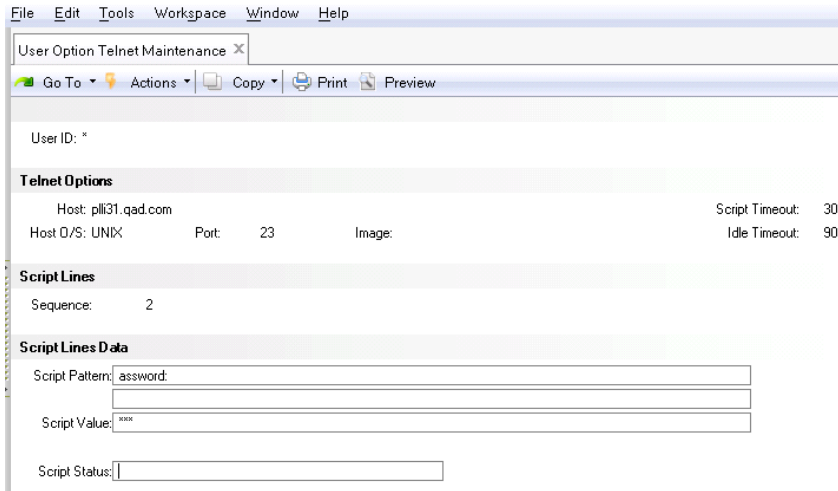 File Edit Tools Workspace Window Help
User Option Telnet Maintenance X
Go To Actions Copy Print Preview
User ID: *
Telnet Options
Host: plli31.qad.com Script Timeout: 30
Host O/S: UNIX Port: 23 Image: Idle Timeout: 90
Script Lines
Sequence: 2
Script Lines Data
Script Pattern: assword:
Script Value: ***
Script Status: